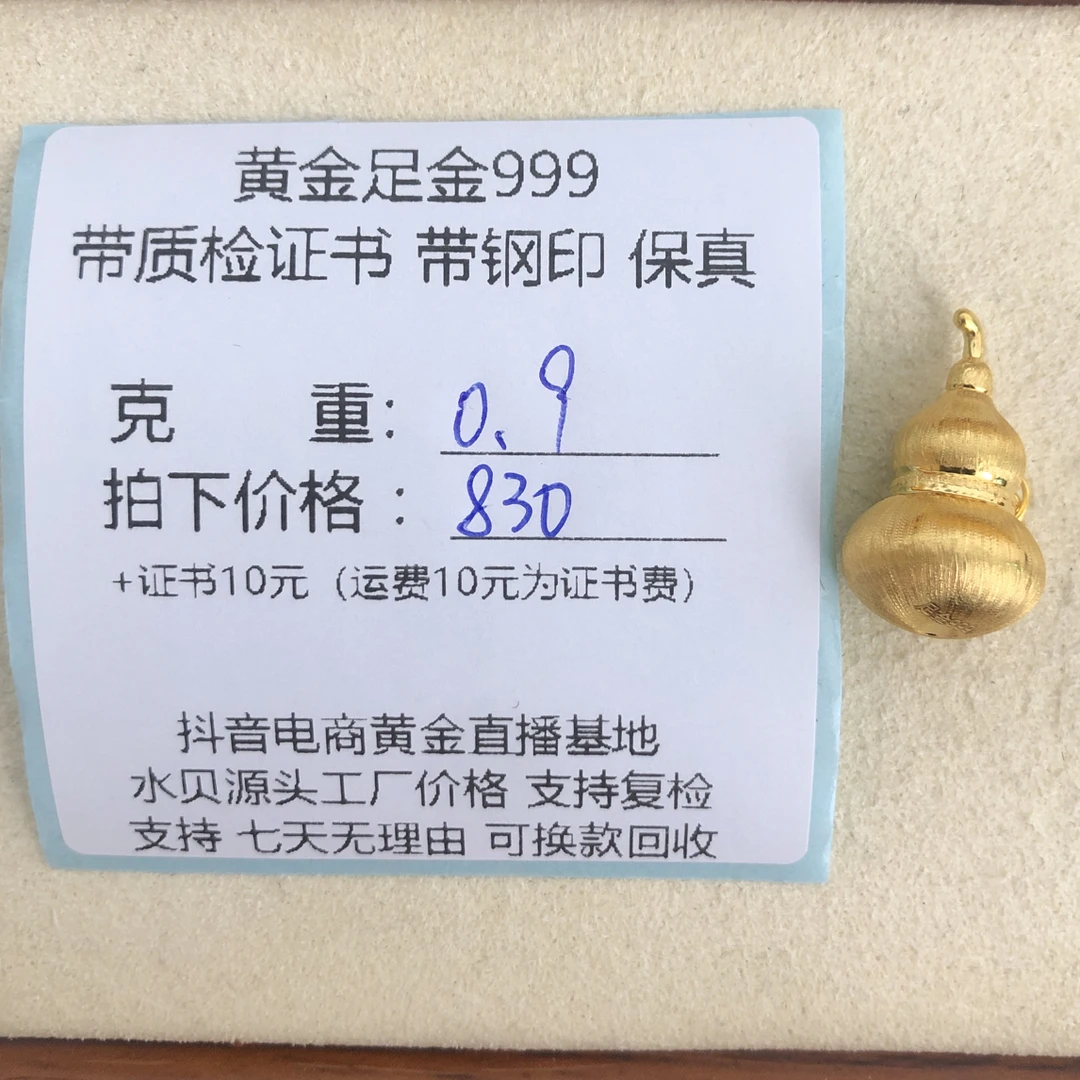 黄金足金999
带质检证书 带钢印 保真
克 重: 0.9
拍下价格: 830
+证书10元（运费10元为证书费）
抖音电商黄金直播基地
水贝源头工厂价格 支持复检
支持 七天无理由 可换款回收